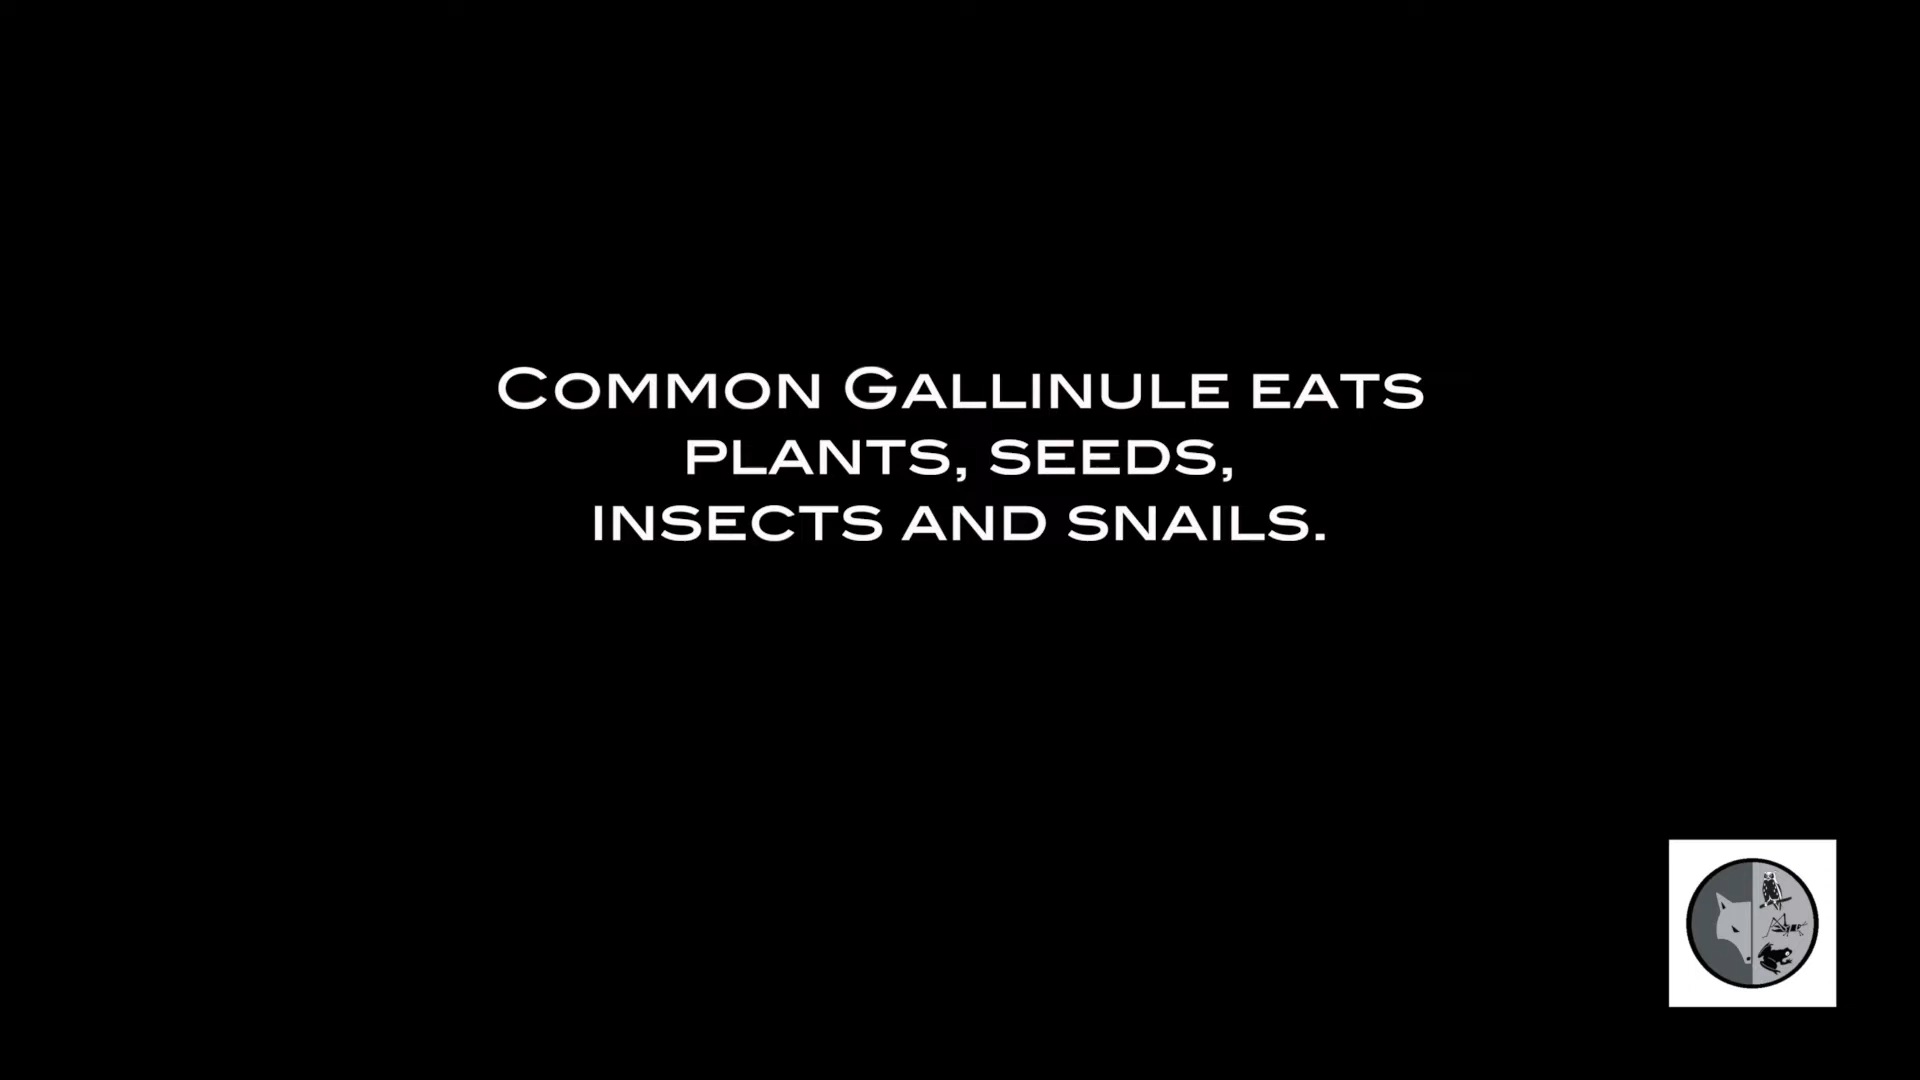 Common Gallinule eats
plants, seeds,
insects and snails.